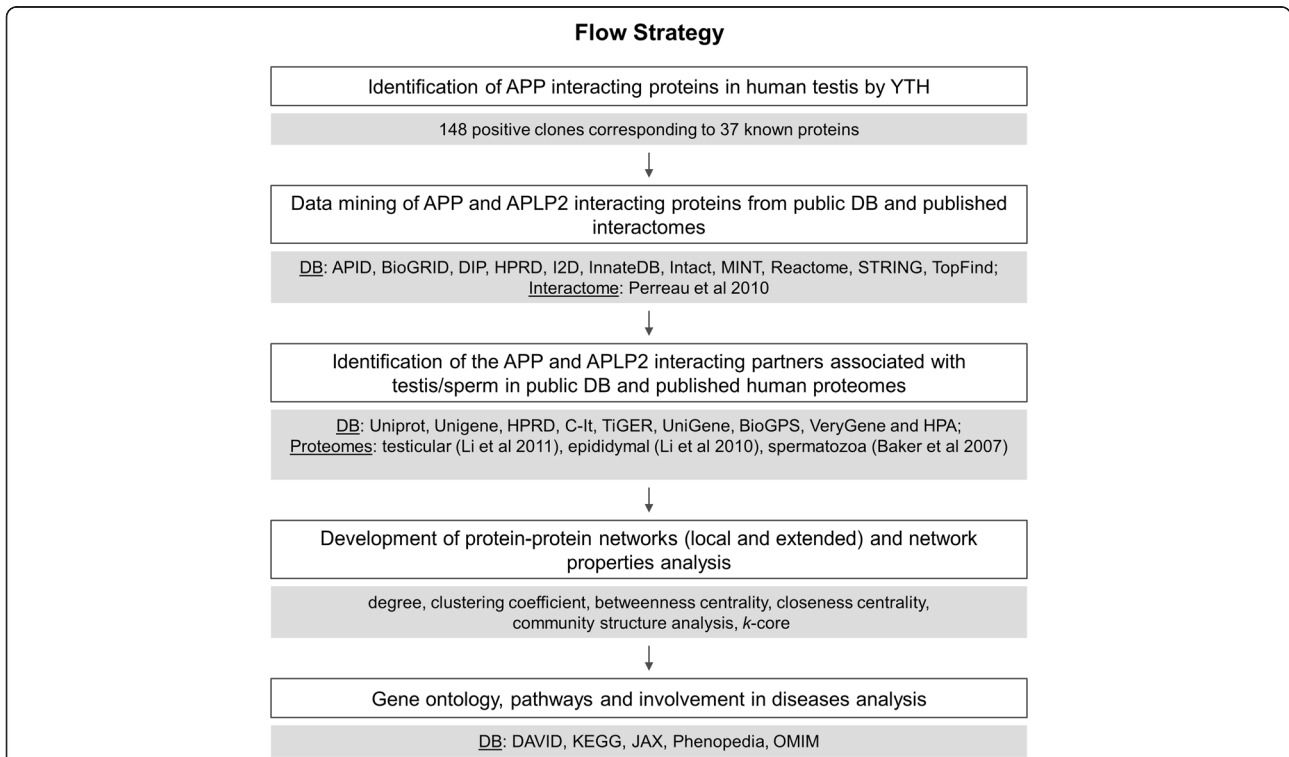 Flow Strategy
Identification of APP interacting proteins in human testis by YTH
148 positive clones corresponding to 37 known proteins
Data mining of APP and APLP2 interacting proteins from public DB and published
interactomes
DB: APID, BioGRID, DIP, HPRD, I2D, InnateDB, Intact, MINT, Reactome, STRING, TopFind;
Interactome: Perreau et al 2010
Identification of the APP and APLP2 interacting partners associated with
testis/sperm in public DB and published human proteomes
DB: Uniprot, Unigene, HPRD, C-It, TiGER, UniGene, BioGPS, VeryGene and HPA;
Proteomes: testicular (Li et al 2011), epididymal (Li et al 2010), spermatozoa (Baker et al 2007)
Development of protein-protein networks (local and extended) and network
properties analysis
degree, clustering coefficient, betweenness centrality, closeness centrality,
community structure analysis, k-core
Gene ontology, pathways and involvement in diseases analysis
DB: DAVID, KEGG, JAX, Phenopedia, OMIM